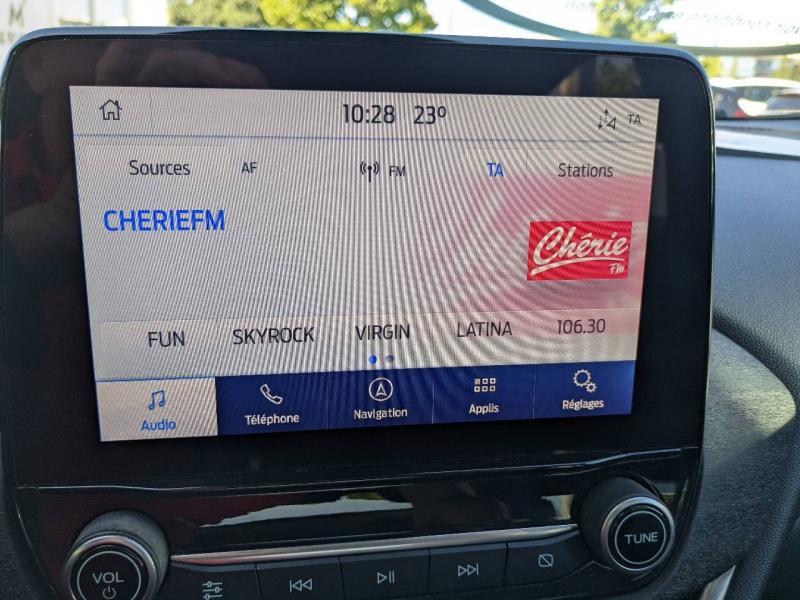 10:28 23º TA
Sources AF FM TA Stations
CHERIEFM
Chérie
FM
FUN SKYROCK VIRGIN LATINA 106.30
Audio Téléphone Navigation Applis Réglages
VOL TUNE